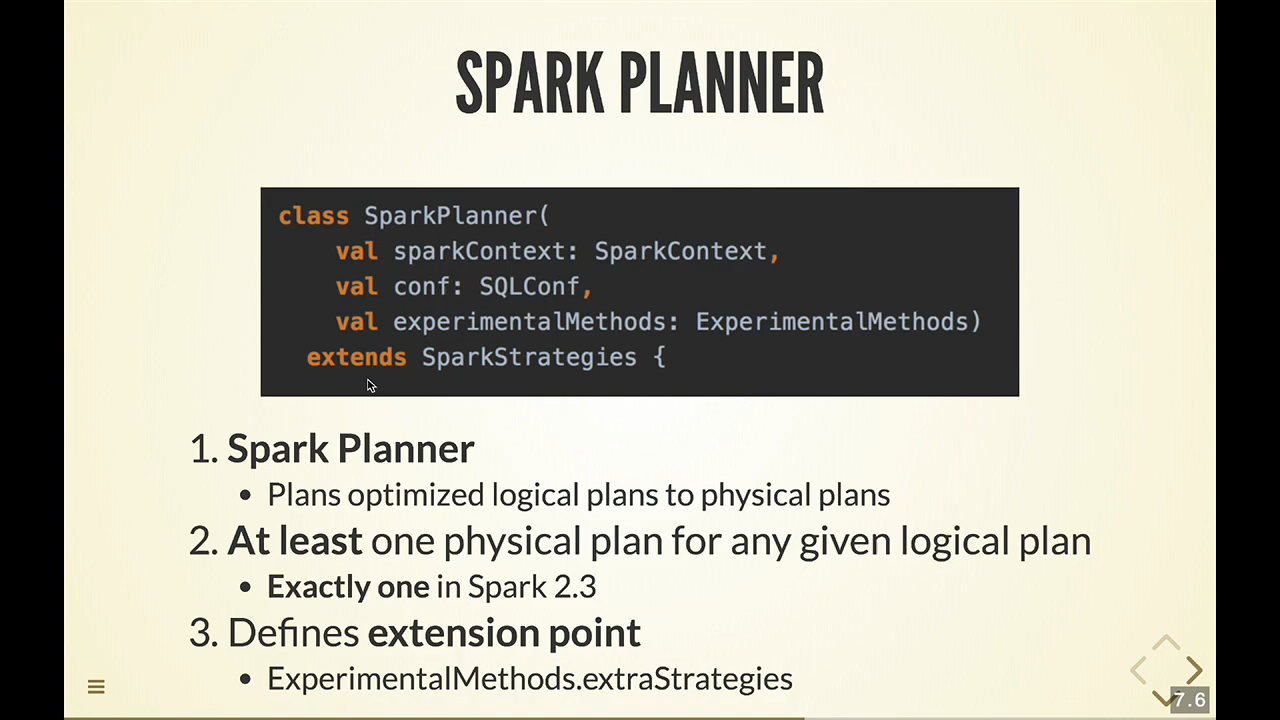 SPARK PLANNER
class SparkPlanner(
val sparkContext: SparkContext,
val conf: SQLConf,
val experimentalMethods: ExperimentalMethods)
extends SparkStrategies {
1. Spark Planner
• Plans optimized logical plans to physical plans
2. At least one physical plan for any given logical plan
• Exactly one in Spark 2.3
3. Defines extension point
• ExperimentalMethods.extraStrategies
7.6